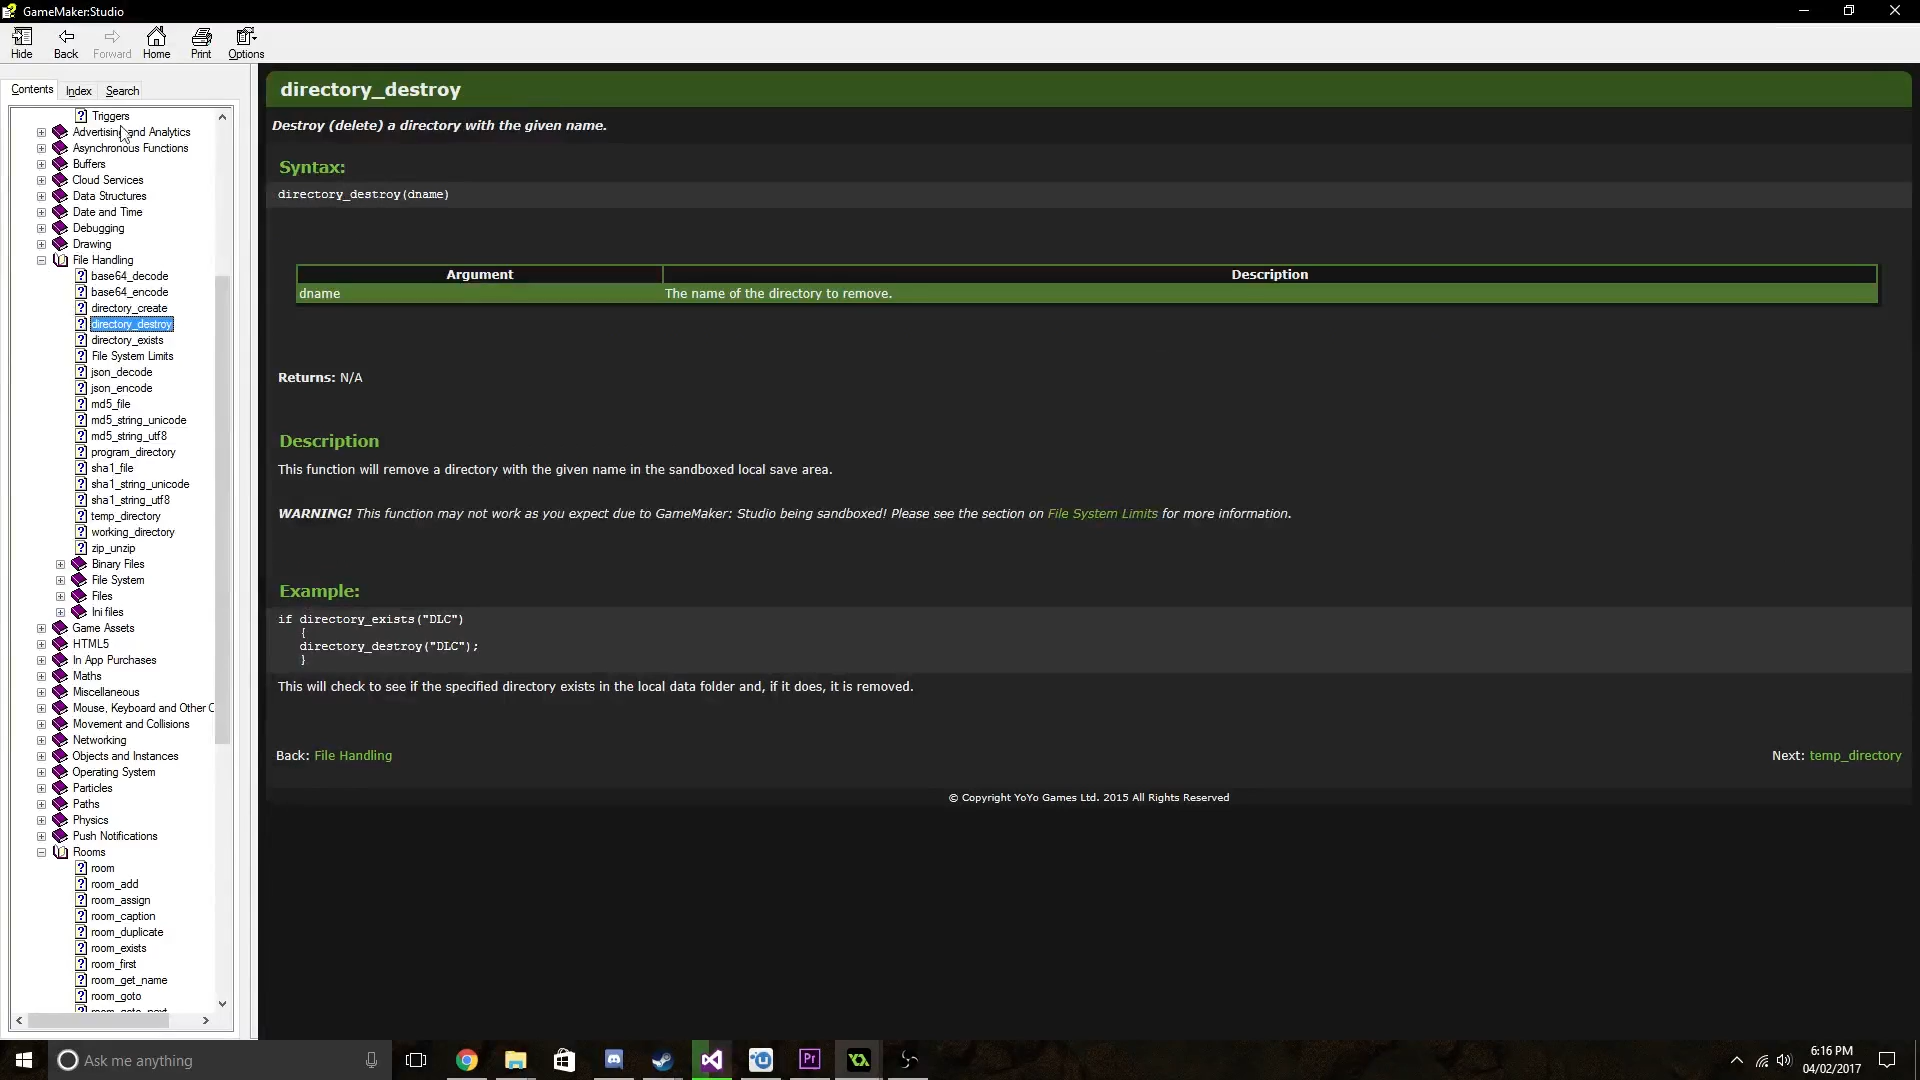 GameMaker:Studio
Hide
Back
Forward
Home
Print
Options
Contents
Index
Search
Triggers
Advertising and Analytics
Asynchronous Functions
Buffers
Cloud Services
Data Structures
Date and Time
Debugging
Drawing
File Handling
base64_decode
base64_encode
directory_create
directory_destroy
directory_exists
File System Limits
json_decode
json_encode
md5_file
md5_string_unicode
md5_string_utf8
program_directory
sha1_file
sha1_string_unicode
sha1_string_utf8
temp_directory
working_directory
zip_unzip
Binary Files
File System
Files
Ini files
Game Assets
HTML5
In App Purchases
Maths
Miscellaneous
Mouse, Keyboard and Other C
Movement and Collisions
Networking
Objects and Instances
Operating System
Particles
Paths
Physics
Push Notifications
Rooms
room
room_add
room_assign
room_caption
room_duplicate
room_exists
room_first
room_get_name
room_goto
directory_destroy
Destroy (delete) a directory with the given name.
Syntax:
directory_destroy(dname)
Argument Description
dname The name of the directory to remove.
Returns: N/A
Description
This function will remove a directory with the given name in the sandboxed local save area.
WARNING! This function may not work as you expect due to GameMaker: Studio being sandboxed! Please see the section on File System Limits for more information.
Example:
if directory_exists("DLC")
{
directory_destroy("DLC");
}
This will check to see if the specified directory exists in the local data folder and, if it does, it is removed.
Back: File Handling
Next: temp_directory
© Copyright YoYo Games Ltd. 2015 All Rights Reserved
Ask me anything
Pr
6:16 PM
04/02/2017